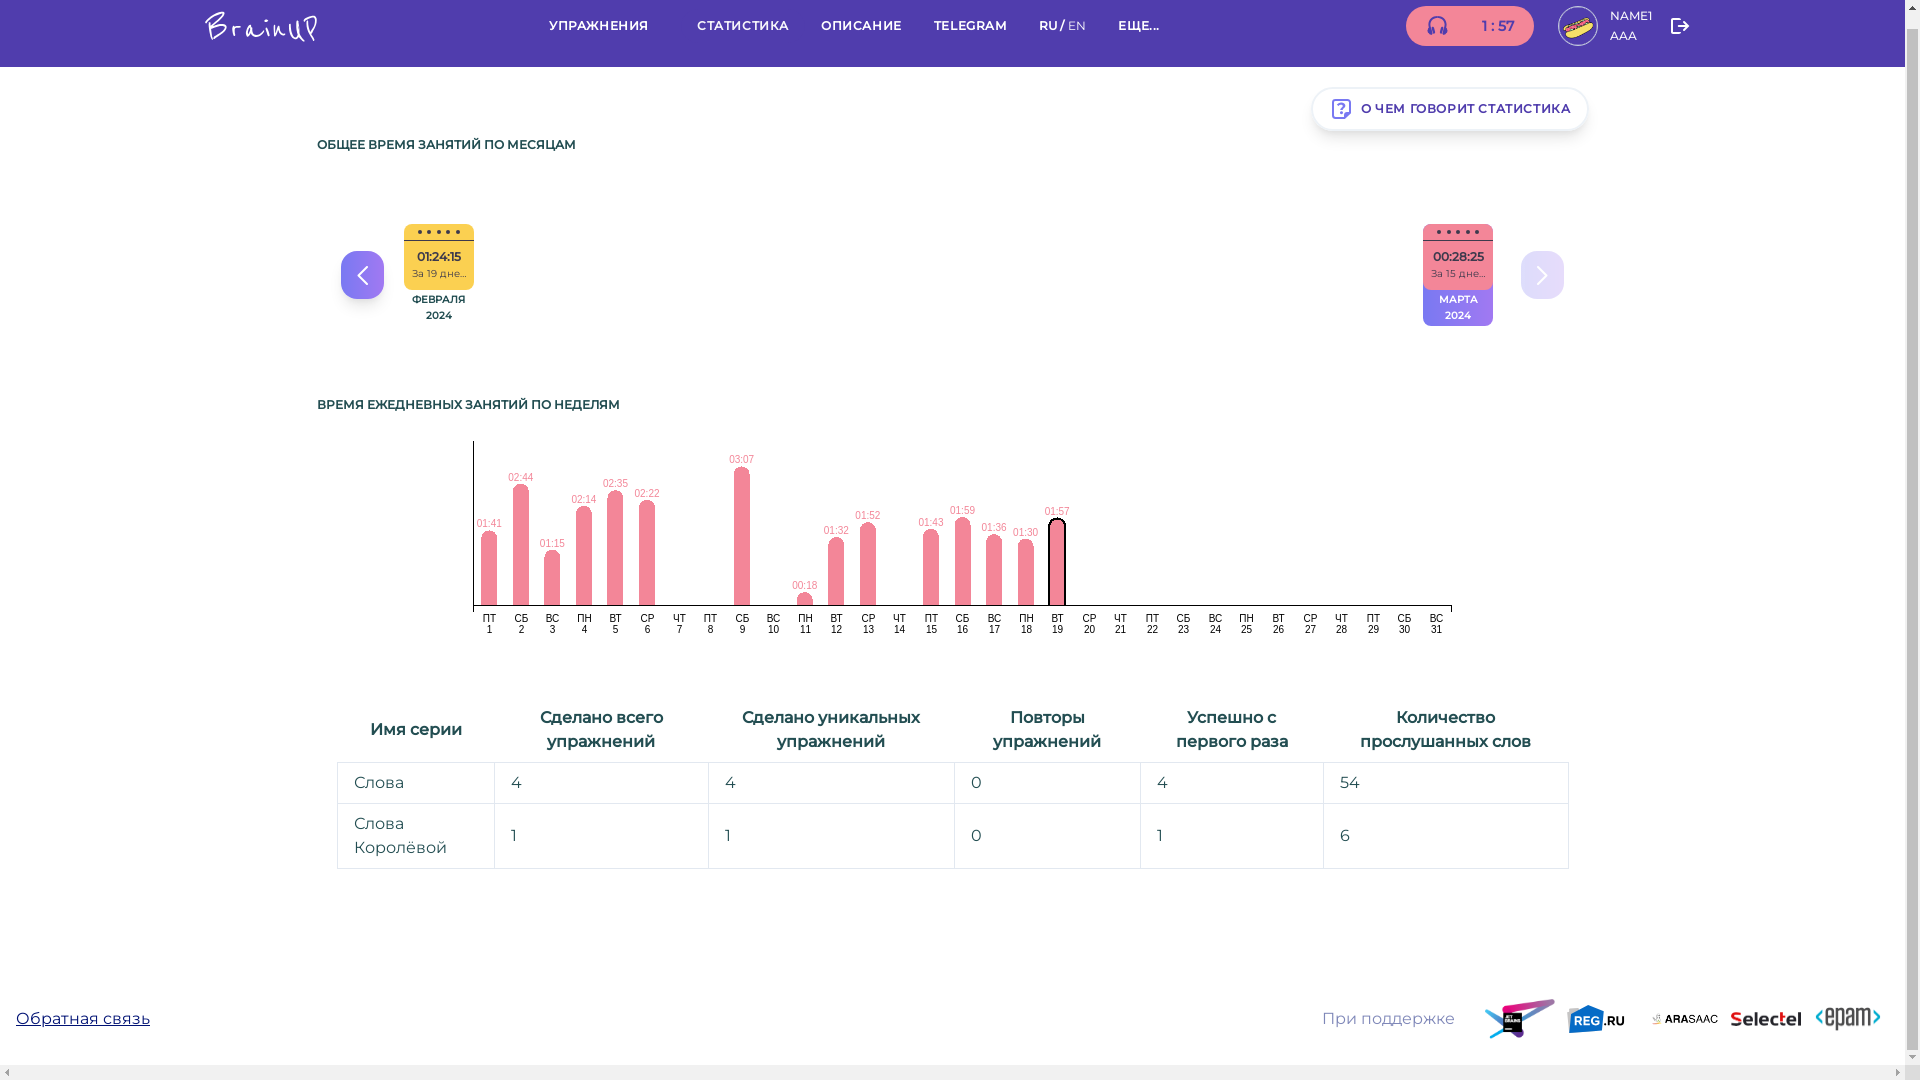 BrainUP
УПРАЖНЕНИЯ СТАТИСТИКА ОПИСАНИЕ TELEGRAM RU / EN ЕЩЕ...
1 : 57
NAME1
AAA
О ЧЕМ ГОВОРИТ СТАТИСТИКА
ОБЩЕЕ ВРЕМЯ ЗАНЯТИЙ ПО МЕСЯЦАМ
01:24:15
За 19 дне...
ФЕВРАЛЯ
2024
00:28:25
За 15 дне...
МАРТА
2024
ВРЕМЯ ЕЖЕДНЕВНЫХ ЗАНЯТИЙ ПО НЕДЕЛЯМ
01:41 02:44 01:15 02:14 02:35 02:22 03:07 00:18 01:32 01:52 01:43 01:59 01:36 01:30 01:57
ПТ СБ ВС ПН ВТ СР ЧТ ПТ СБ ВС ПН ВТ СР ЧТ ПТ СБ ВС ПН ВТ СР ЧТ ПТ СБ ВС ПН ВТ СР ЧТ ПТ СБ ВС
1 2 3 4 5 6 7 8 9 10 11 12 13 14 15 16 17 18 19 20 21 22 23 24 25 26 27 28 29 30 31
Имя серии
Сделано всего
упражнений
Сделано уникальных
упражнений
Повторы
упражнений
Успешно с
первого раза
Количество
прослушанных слов
Слова 4 4 0 4 54
Слова
Королёвой
1 1 0 1 6
Обратная связь
При поддержке
JET
BRAINS
REG.RU
ARASAAC
Selectel
<epam>